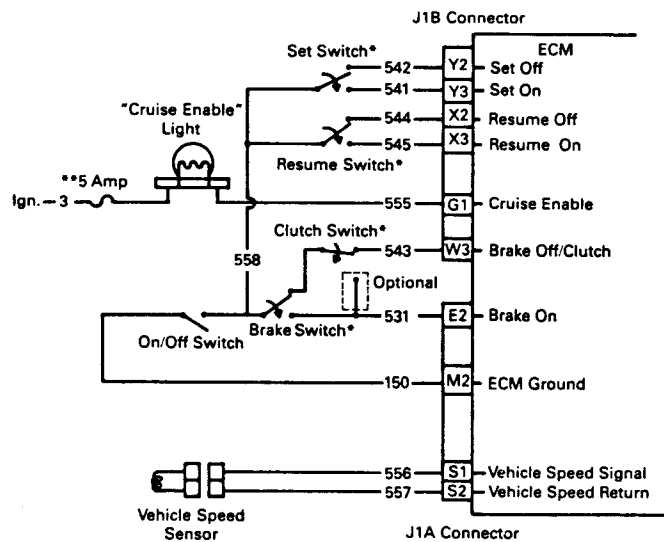 J1B Connector
ECM
Set Switch*
542 Y2 Set Off
541 Y3 Set On
"Cruise Enable"
Light
544 X2 Resume Off
545 X3 Resume On
Resume Switch*
**5 Amp
Ign. 3
555 G1 Cruise Enable
Clutch Switch*
543 W3 Brake Off/Clutch
558
Optional
531 E2 Brake On
On/Off Switch
Brake Switch*
150 M2 ECM Ground
556 S1 Vehicle Speed Signal
557 S2 Vehicle Speed Return
Vehicle Speed
Sensor
J1A Connector